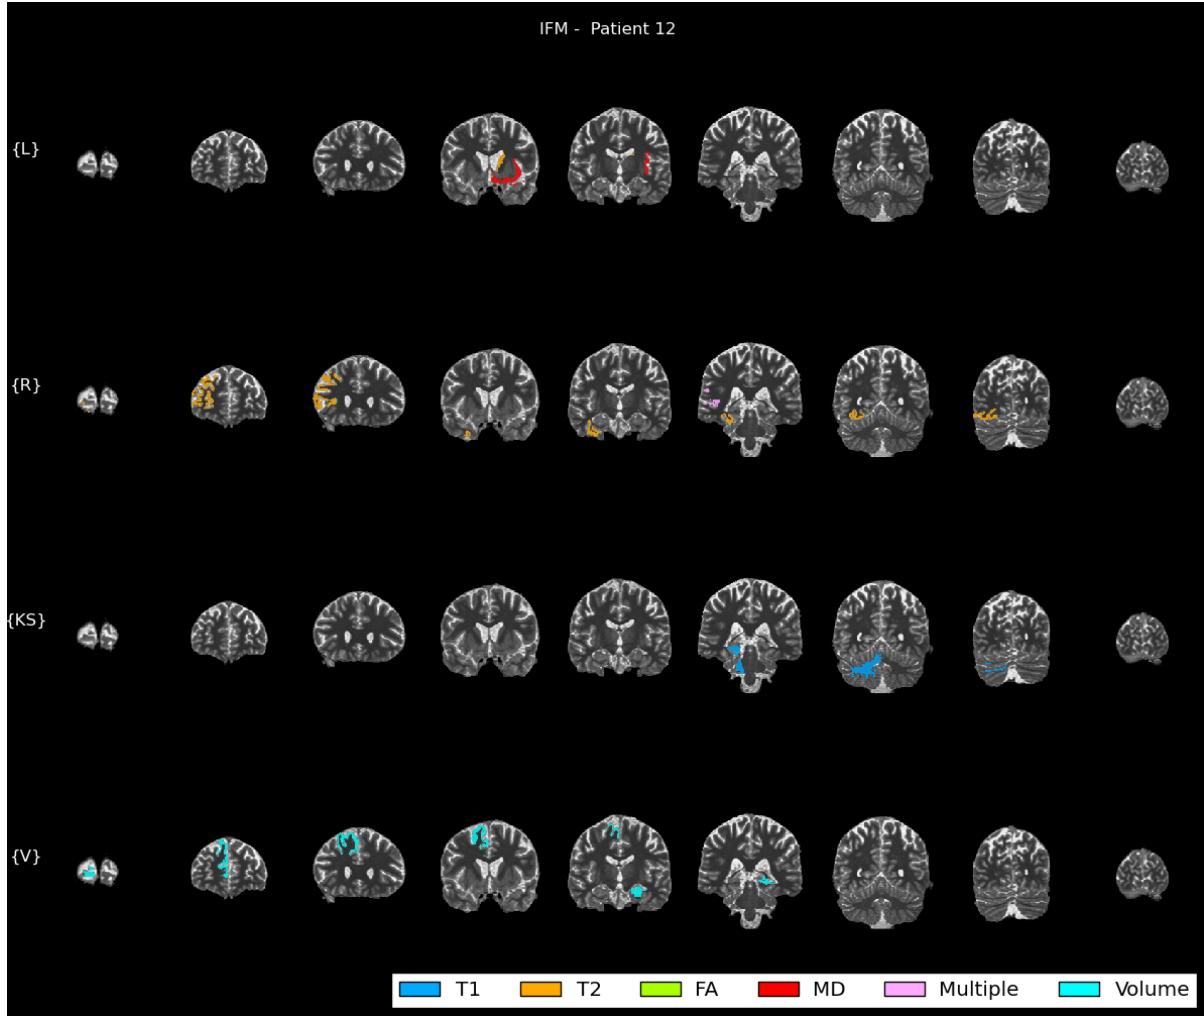 IFM -  Patient 12
{L}
{R}
{KS}
{V}
T1 T2 FA MD Multiple Volume